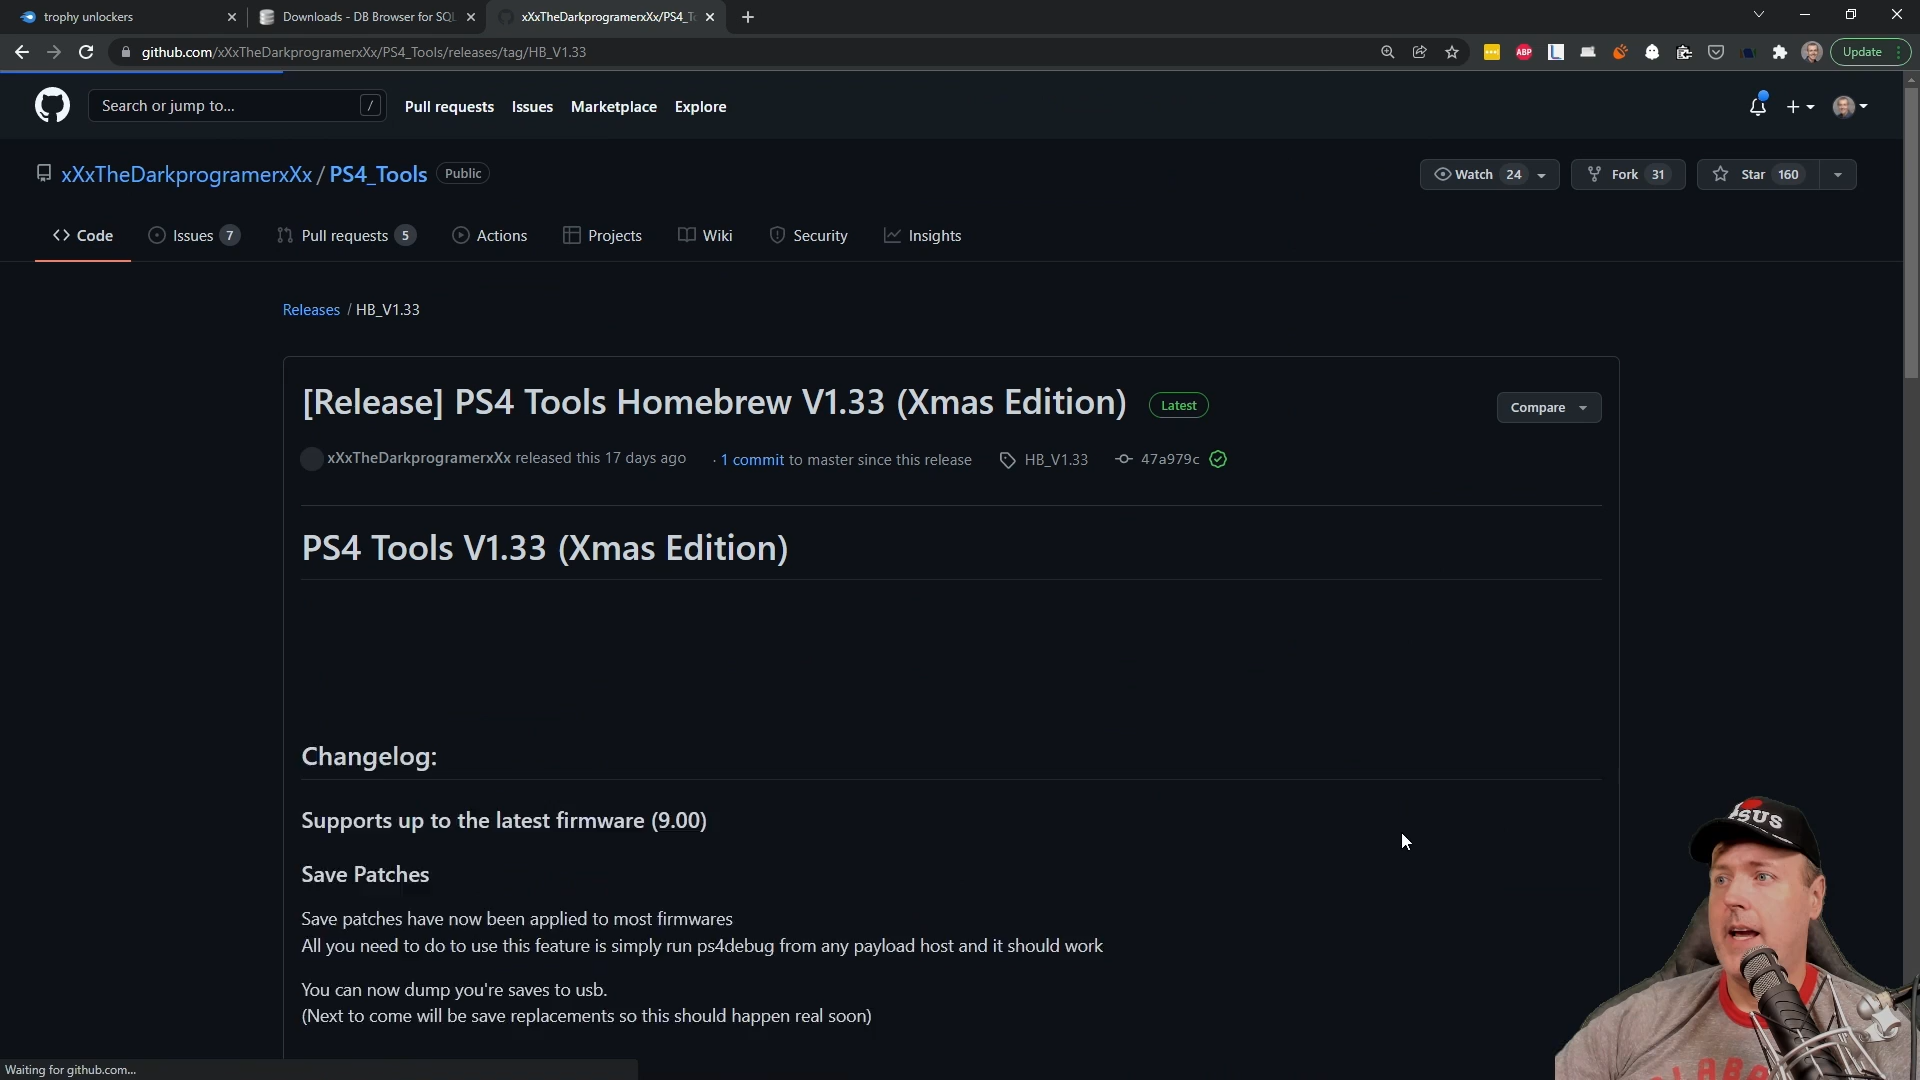 trophy unlockers
Downloads - DB Browser for SQL
xXxTheDarkprogramerxXx/PS4_T
github.com/xXxTheDarkprogramerxXx/PS4_Tools/releases/tag/HB_V1.33
ABP
L
Update
Search or jump to... /
Pull requests Issues Marketplace Explore
xXxTheDarkprogramerxXx / PS4_Tools Public
Watch 24 Fork 31 Star 160
Code Issues 7 Pull requests 5 Actions Projects Wiki Security Insights
Releases / HB_V1.33
[Release] PS4 Tools Homebrew V1.33 (Xmas Edition) Latest
Compare
xXxTheDarkprogramerxXx released this 17 days ago · 1 commit to master since this release HB_V1.33 47a979c
PS4 Tools V1.33 (Xmas Edition)
Changelog:
Supports up to the latest firmware (9.00)
Save Patches
Save patches have now been applied to most firmwares
All you need to do to use this feature is simply run ps4debug from any payload host and it should work
You can now dump you're saves to usb.
(Next to come will be save replacements so this should happen real soon)
Waiting for github.com...